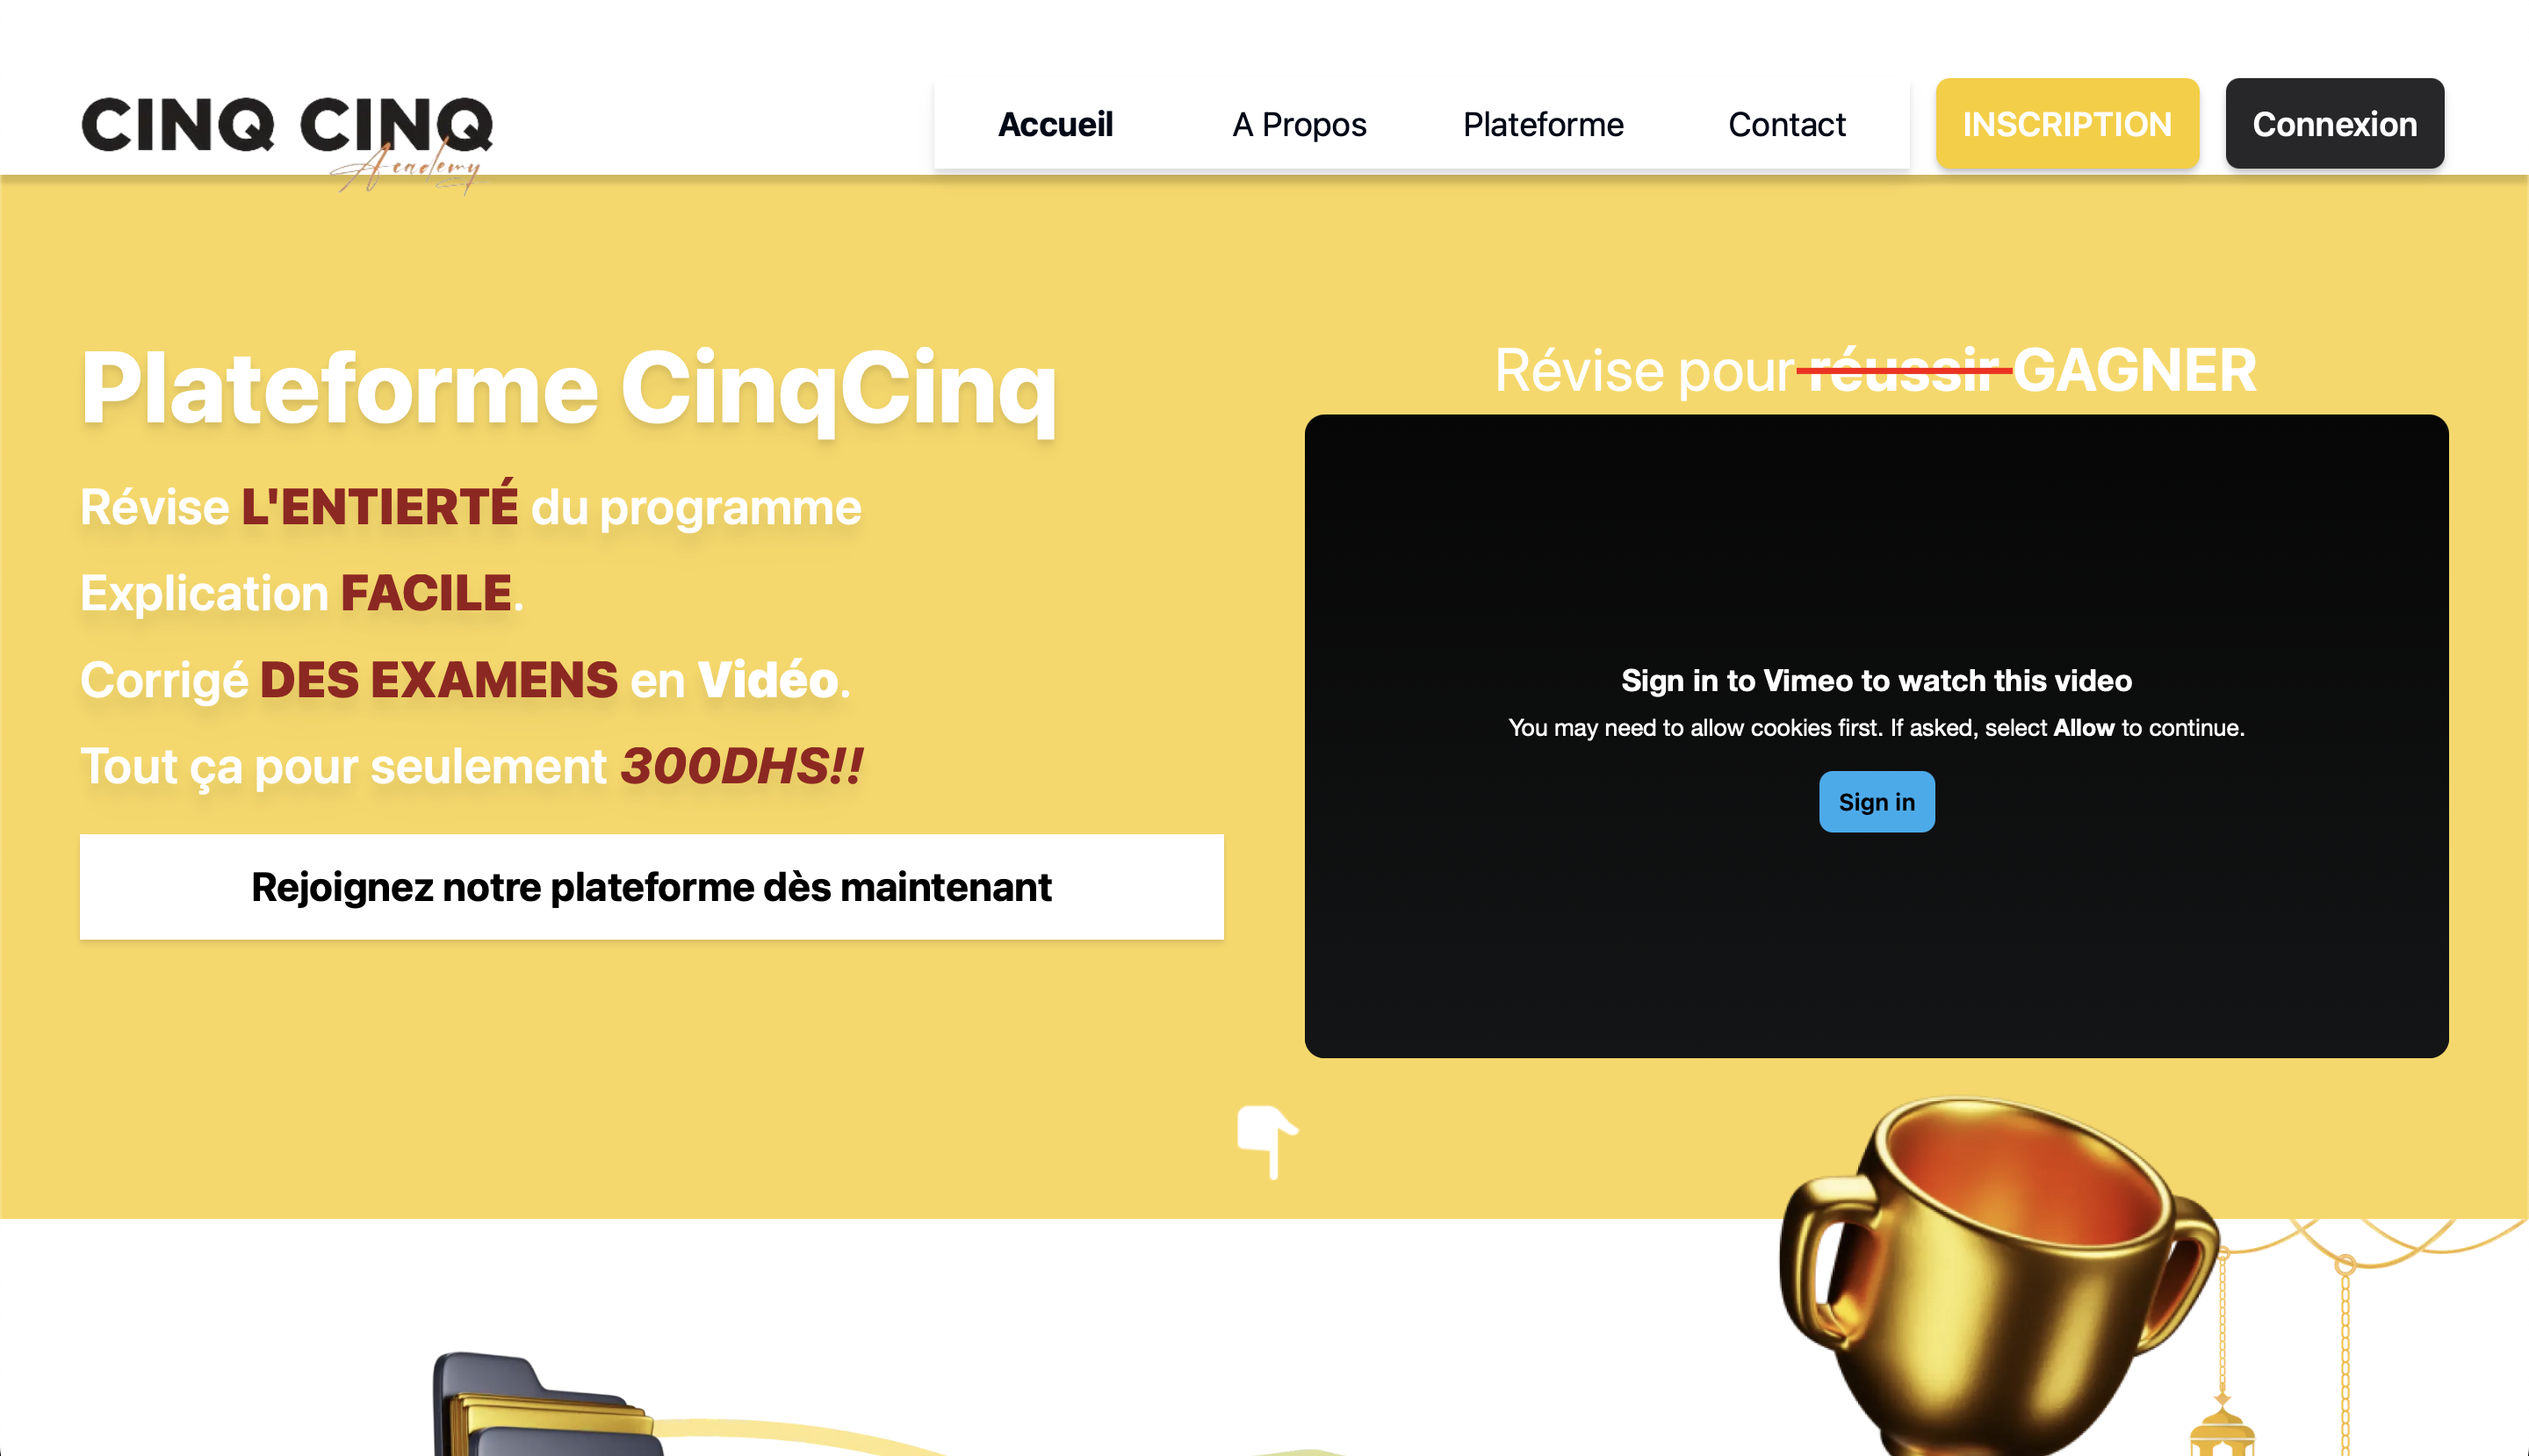 CINQ CINQ
Academy
Accueil
A Propos
Plateforme
Contact
INSCRIPTION
Connexion
Plateforme CinqCinq
Révise L'ENTIERTÉ du programme
Explication FACILE.
Corrigé DES EXAMENS en Vidéo.
Tout ça pour seulement 300DHS!!
Rejoignez notre plateforme dès maintenant
Révise pour réussir GAGNER
Sign in to Vimeo to watch this video
You may need to allow cookies first. If asked, select Allow to continue.
Sign in